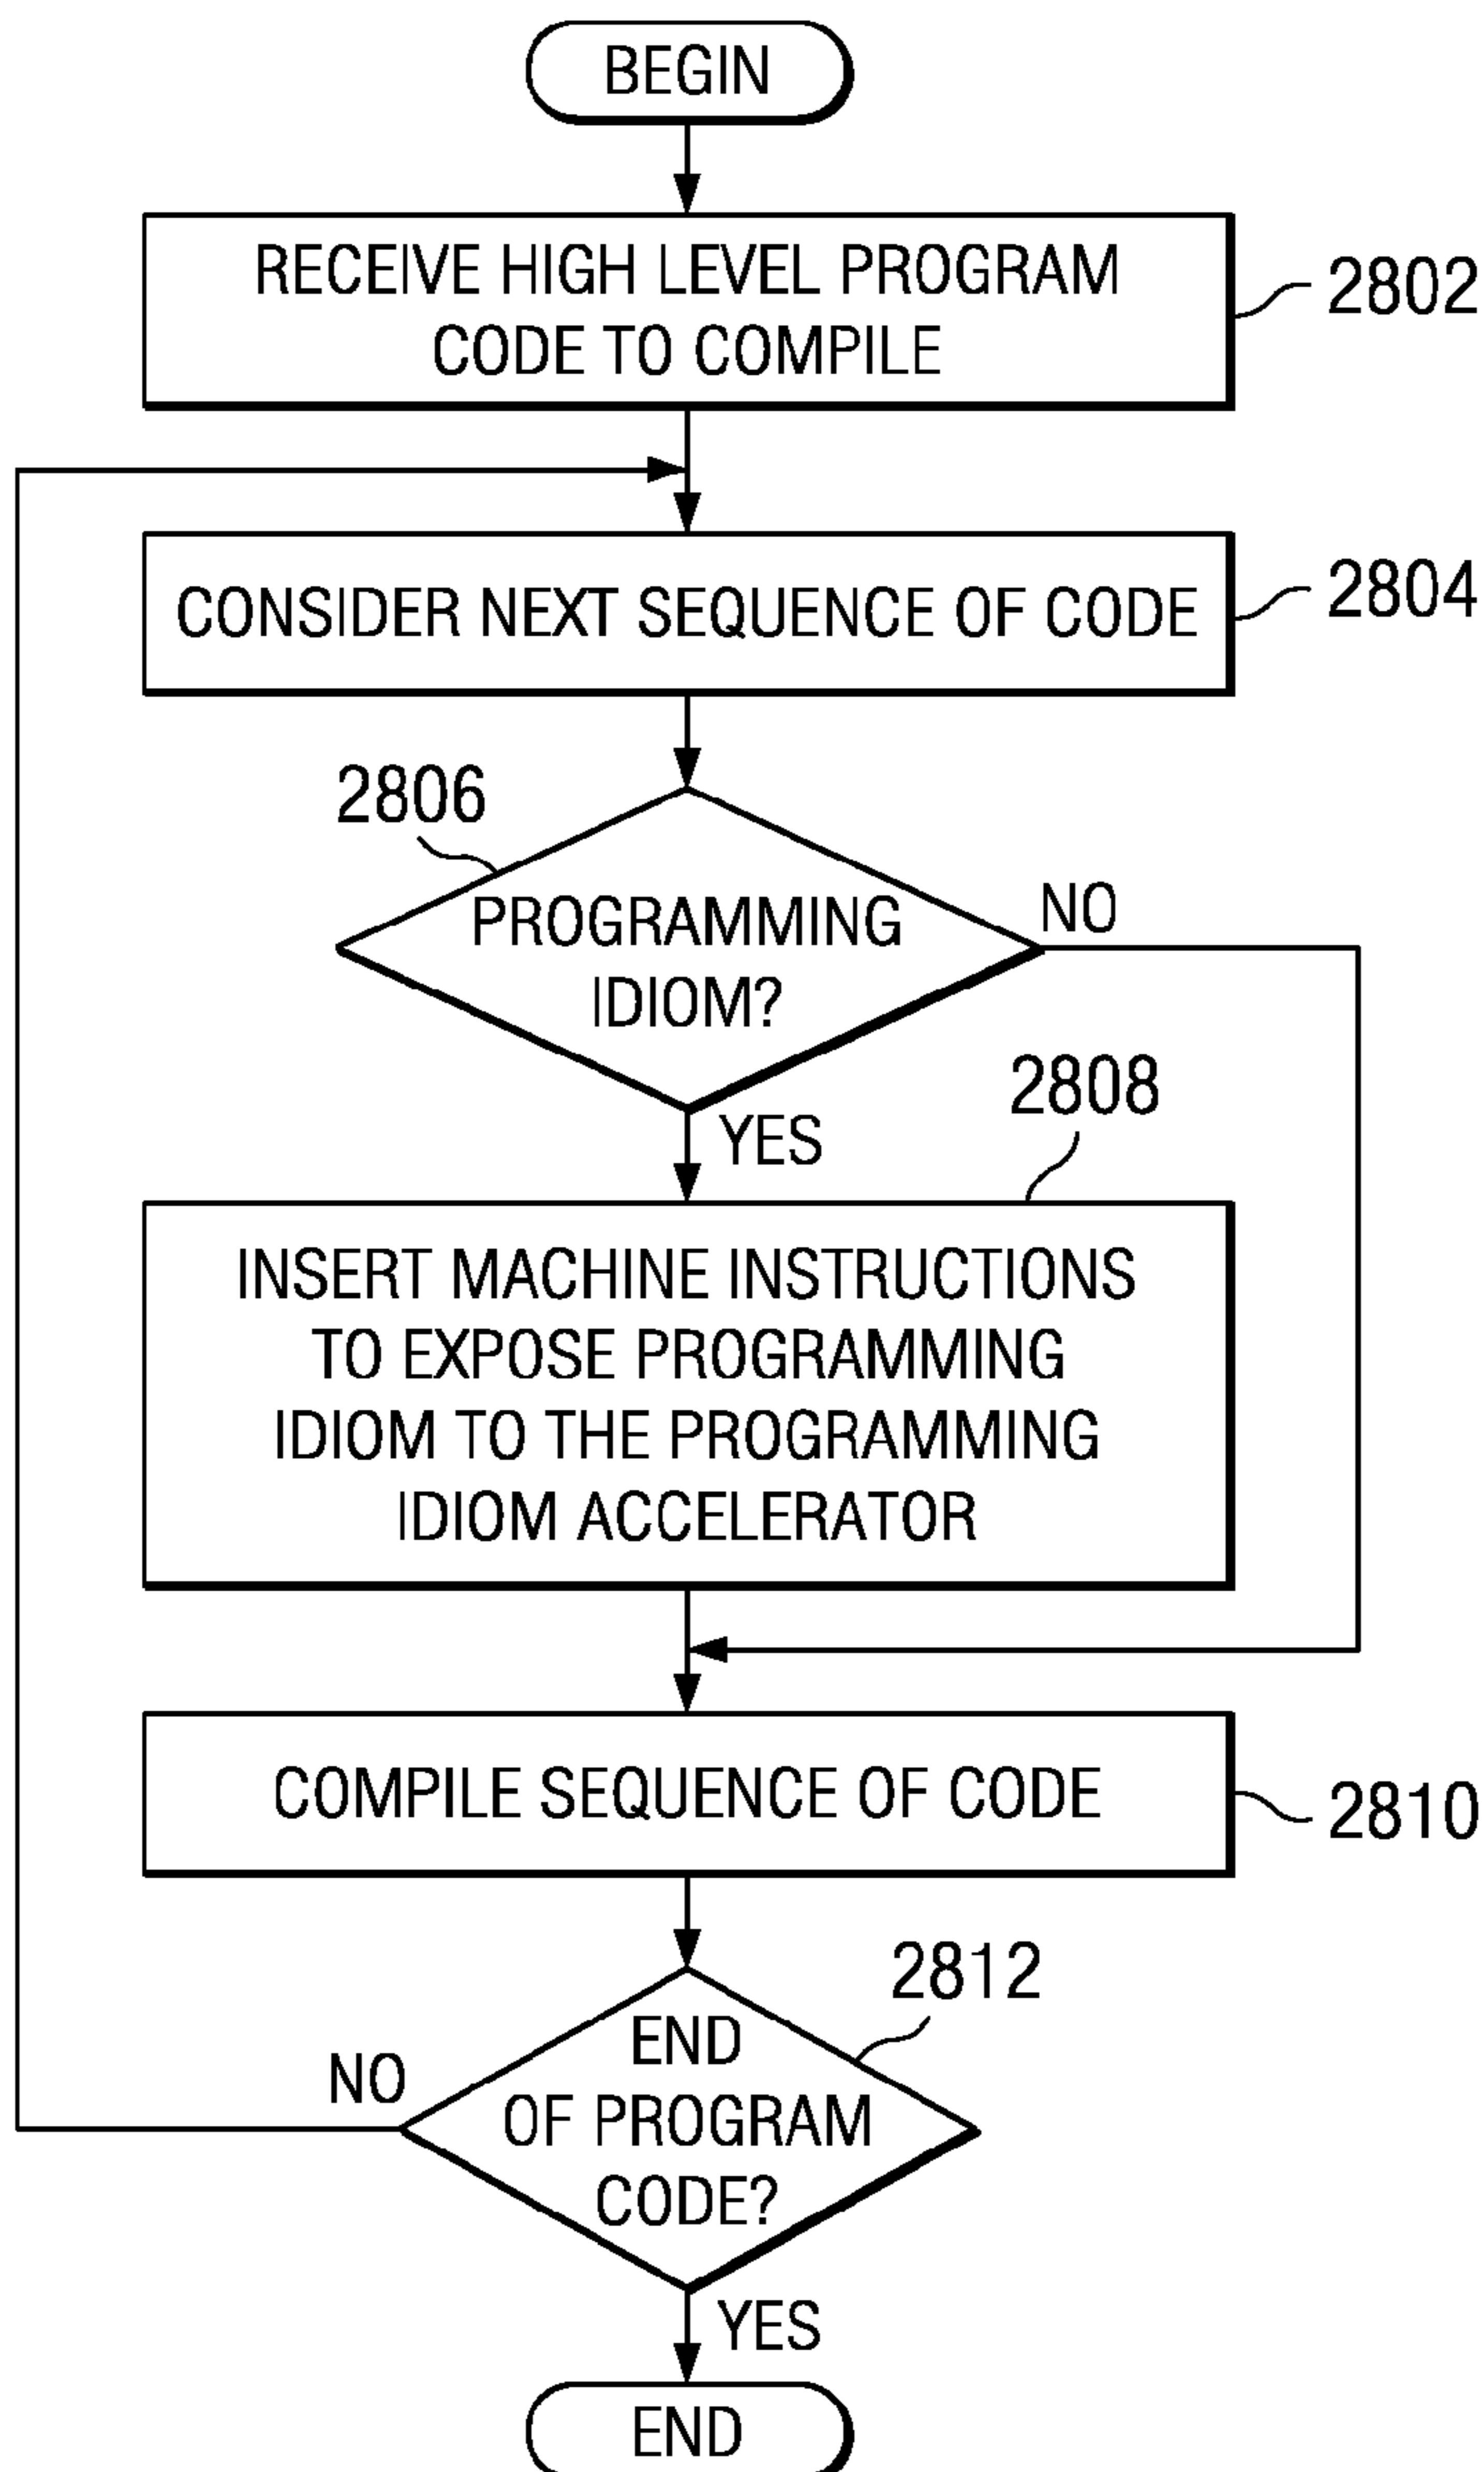 BEGIN
RECEIVE HIGH LEVEL PROGRAM
CODE TO COMPILE
2802
CONSIDER NEXT SEQUENCE OF CODE
2804
2806
PROGRAMMING
IDIOM?
NO
YES
2808
INSERT MACHINE INSTRUCTIONS
TO EXPOSE PROGRAMMING
IDIOM TO THE PROGRAMMING
IDIOM ACCELERATOR
COMPILE SEQUENCE OF CODE
2810
2812
END
OF PROGRAM
CODE?
NO
YES
END